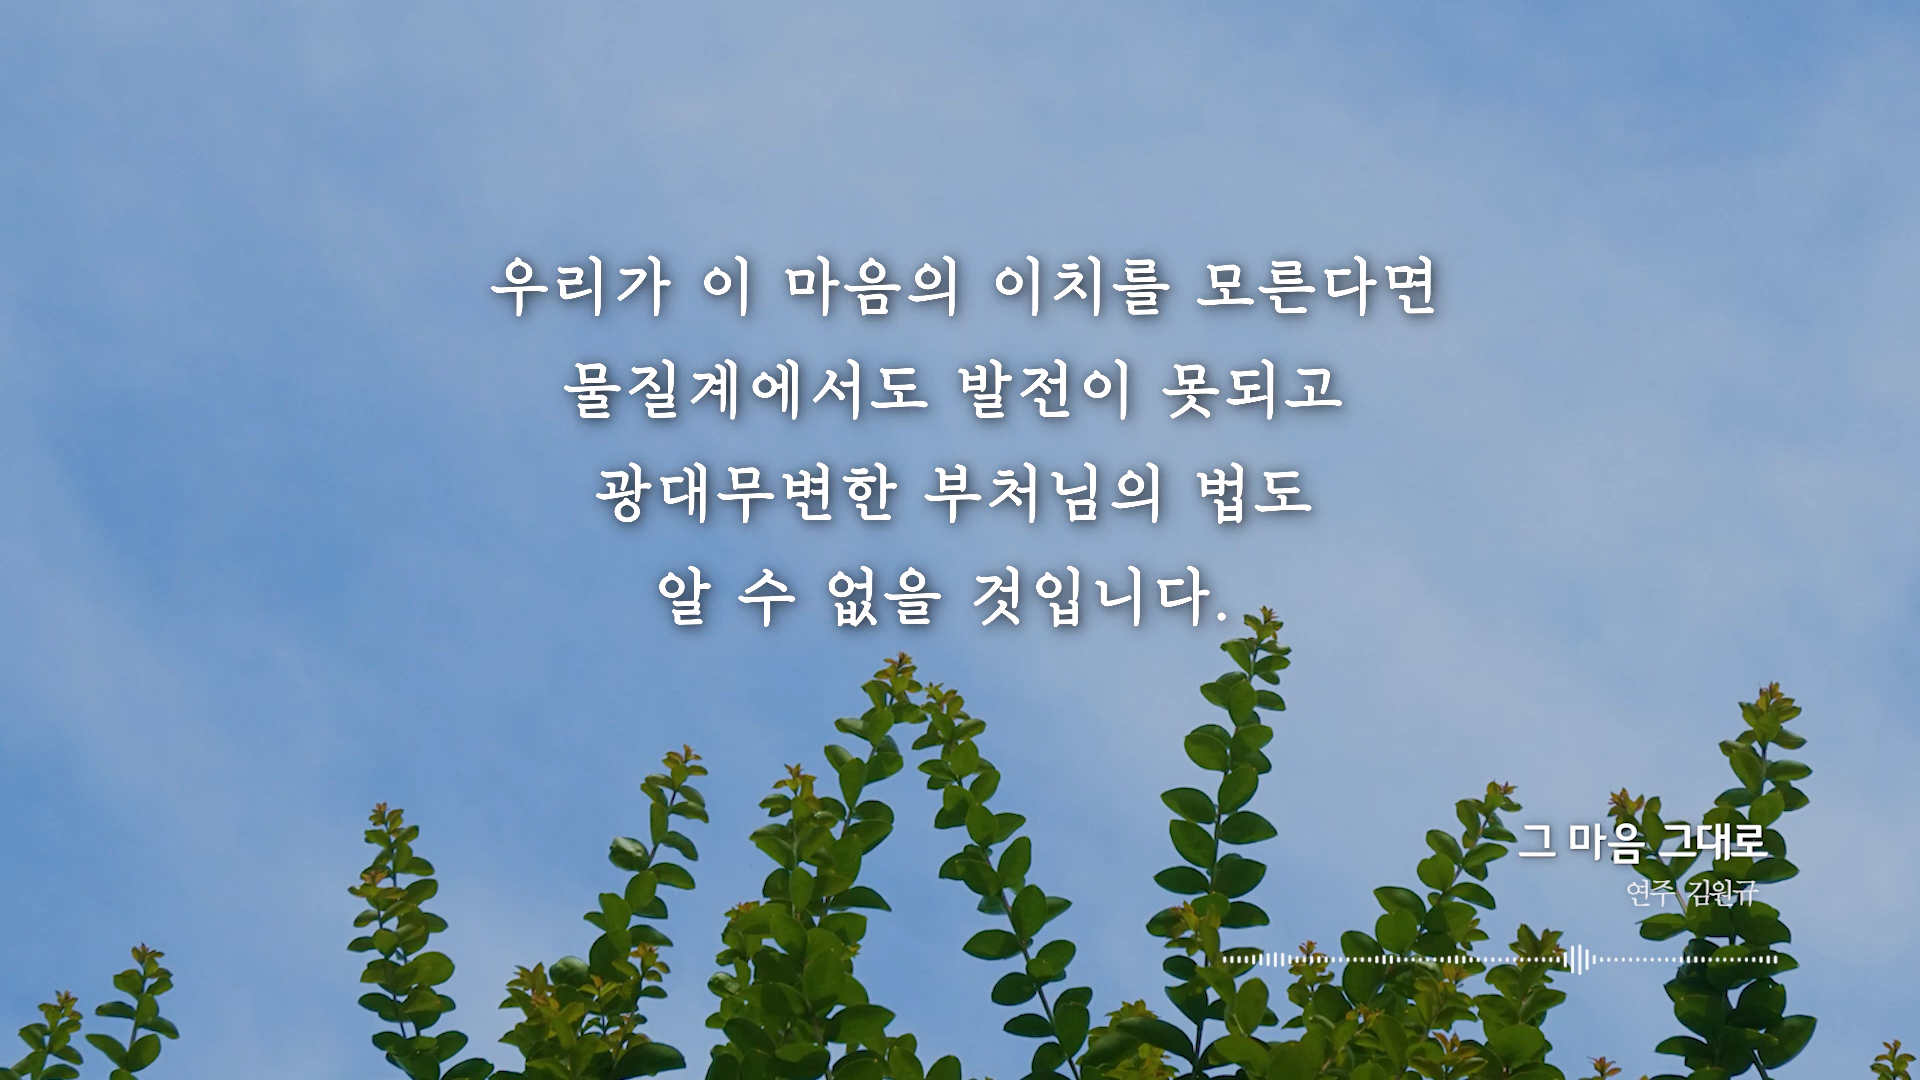 우리가 이 마음의 이치를 모른다면
물질계에서도 발전이 못되고
광대무변한 부처님의 법도
알 수 없을 것입니다.
그 마음 그대로
연주 김원규